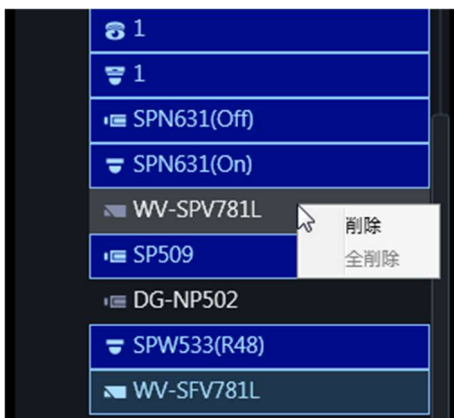 1
1
SPN631(Off)
SPN631(On)
WV-SPV781L
削除
SP509
全削除
DG-NP502
SPW533(R48)
WV-SFV781L